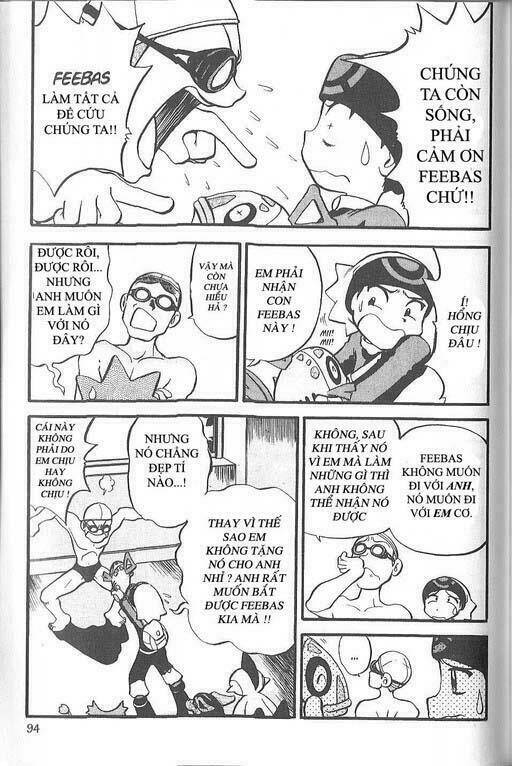 FEEBAS
LÀM TẤT CẢ
ĐỂ CỨU
CHÚNG TA!!
CHÚNG
TA CÒN
SỐNG,
PHẢI
CẢM ƠN
FEEBAS
CHỨ!!
ĐƯỢC RỒI,
ĐƯỢC RỒI...
NHƯNG
ANH MUỐN
EM LÀM GÌ
VỚI NÓ
ĐÂY?
VẬY MÀ
CÒN
CHƯA
HIỂU
HẢ ?
EM PHẢI
NHẬN CON
FEEBAS
NÀY !
MII!
MII!
Í!
HỔNG
CHỊU
ĐÂU !
CÁI NÀY
KHÔNG
PHẢI DO
EM CHỊU
HAY
KHÔNG
CHỊU !
NHƯNG
NÓ CHẲNG
ĐẸP TÍ
NÀO...!
THAY VÌ THẾ
SAO EM
KHÔNG TẶNG
NÓ CHO ANH
NHỈ ? ANH RẤT
MUỐN BẮT
ĐƯỢC FEEBAS
KIA MÀ !!
KHÔNG, SAU
KHI THẤY NÓ
VÌ EM MÀ LÀM
NHỮNG GÌ THÌ
ANH KHÔNG
THỂ NHẬN NÓ
ĐƯỢC
FEEBAS
KHÔNG MUỐN
ĐI VỚI ANH,
NÓ MUỐN ĐI
VỚI EM CƠ.
...
94